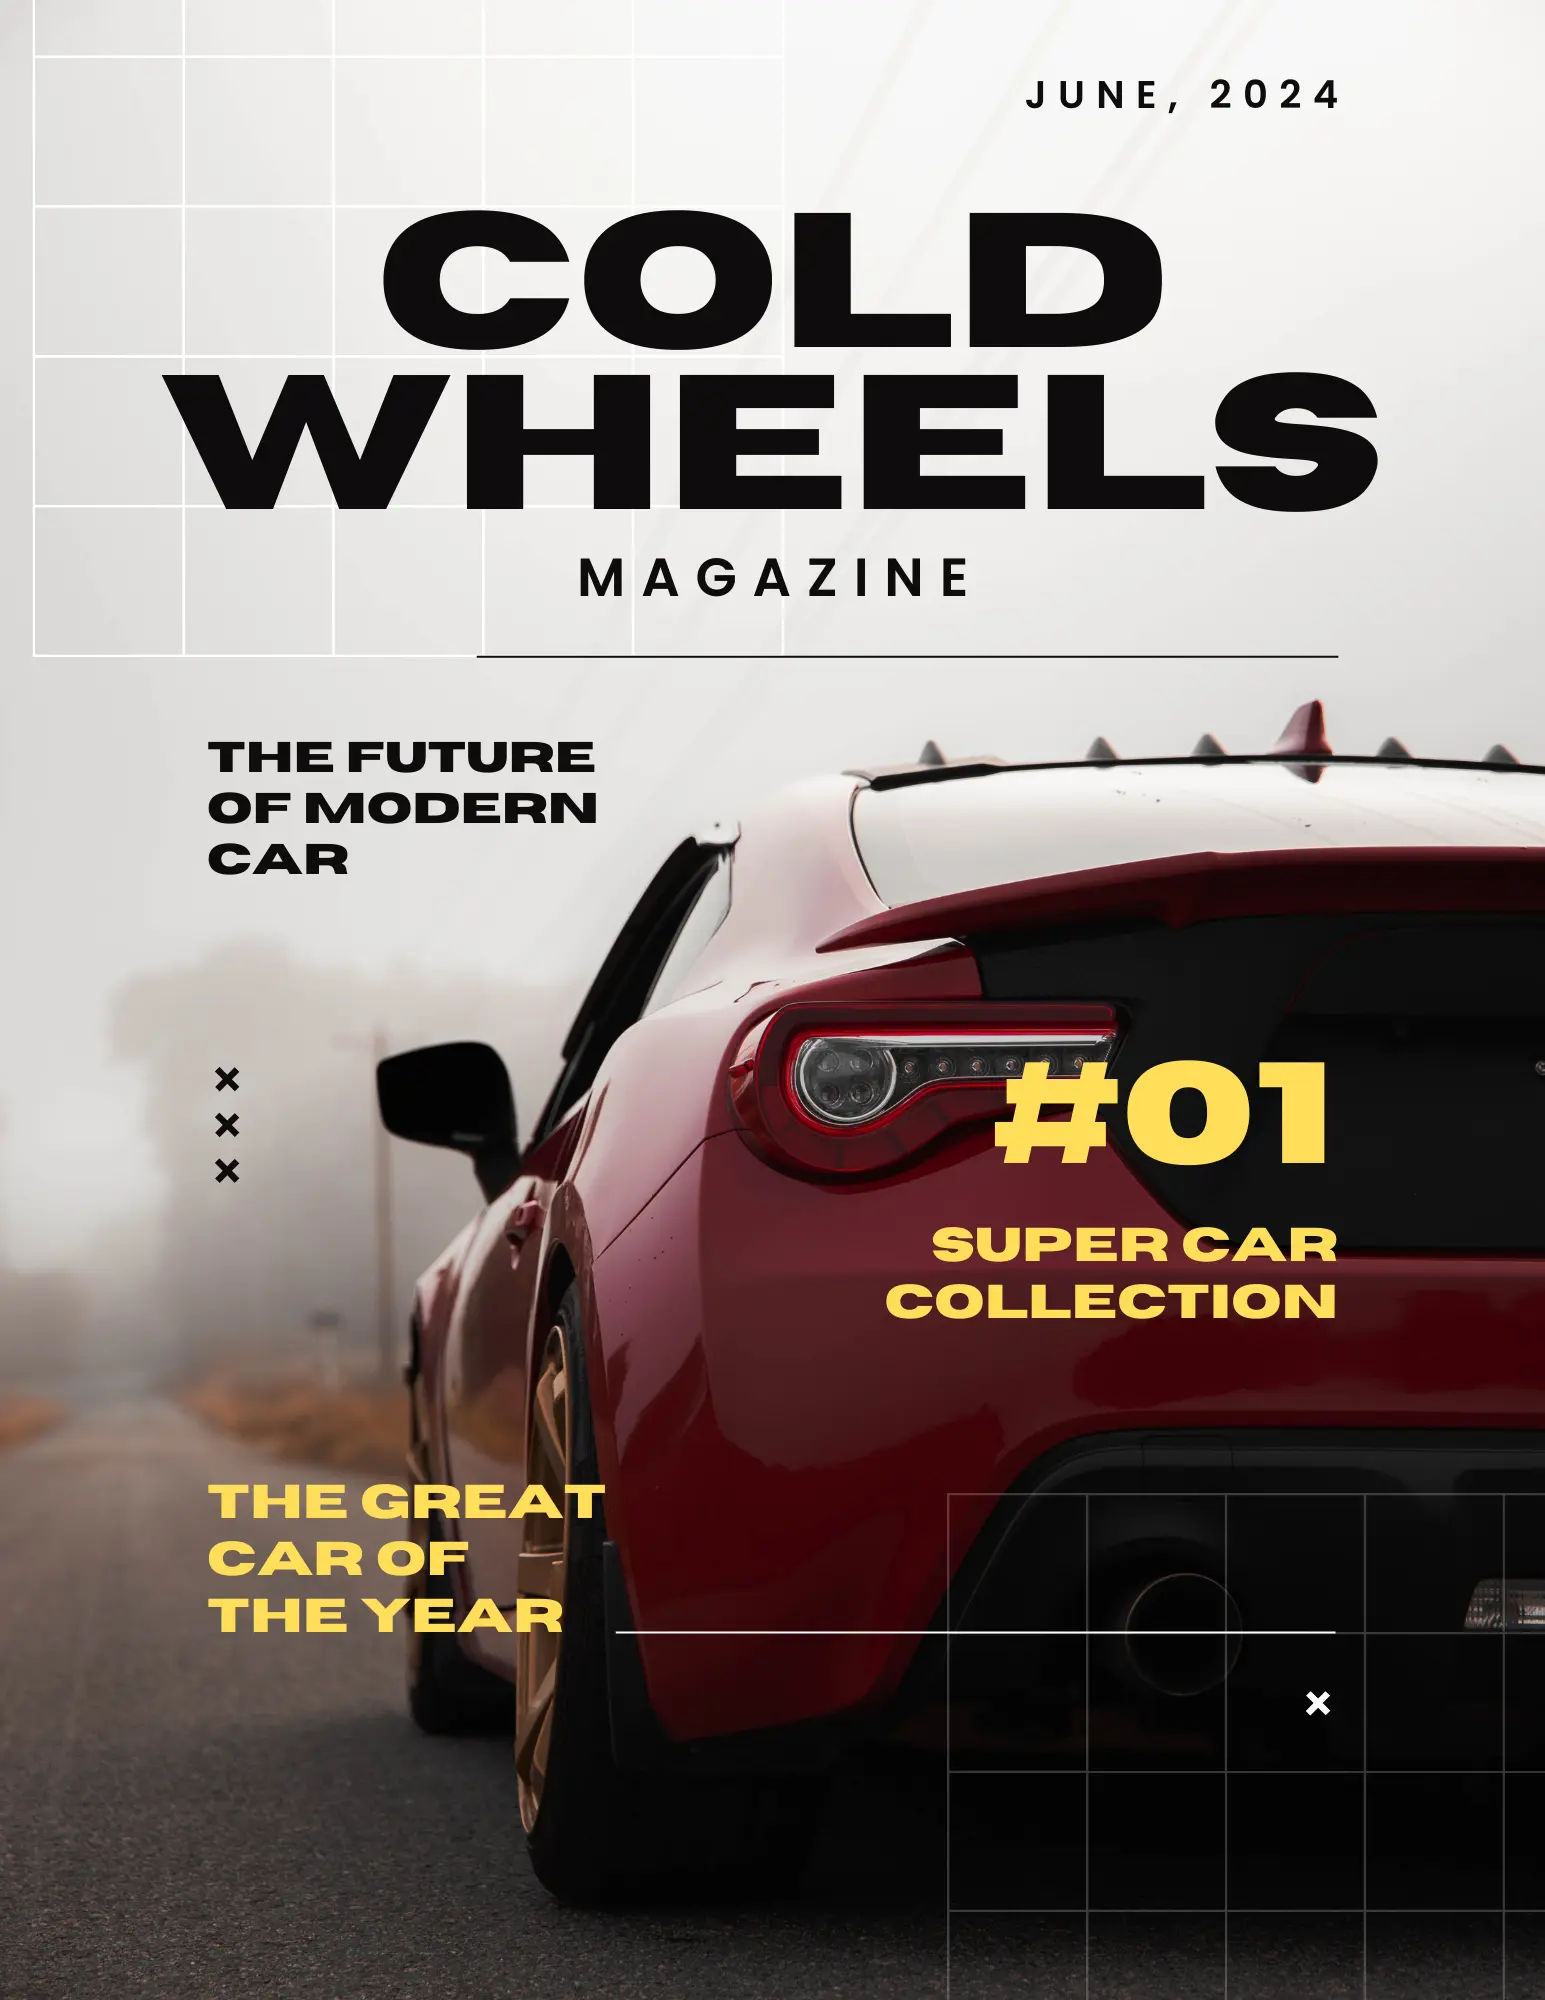 JUNE, 2024
COLD
WHEELS
MAGAZINE
THE FUTURE
OF MODERN
CAR
#01
SUPER CAR
COLLECTION
THE GREAT
CAR OF
THE YEAR